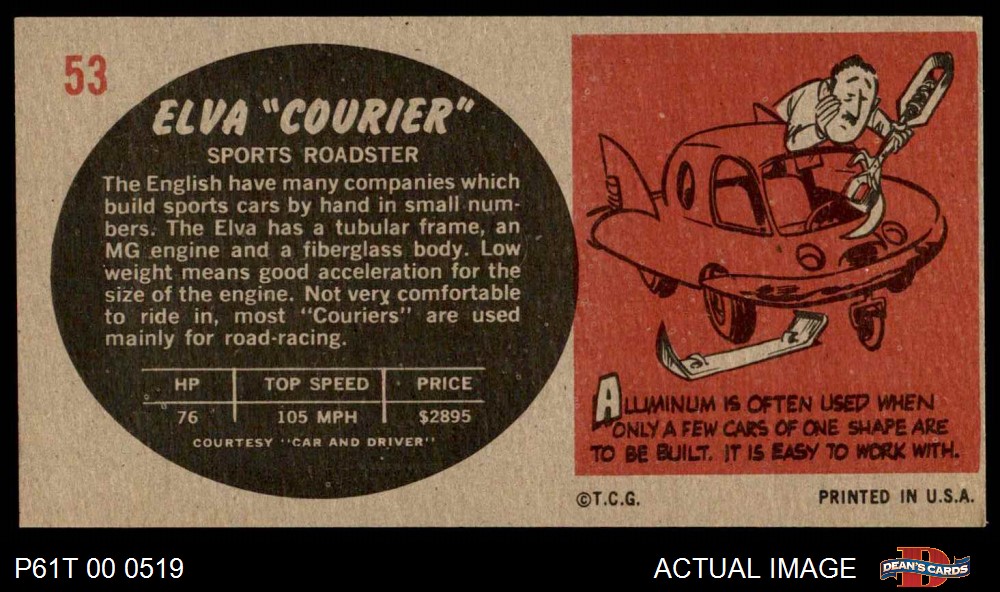 53
ELVA "COURIER"
SPORTS ROADSTER
The English have many companies which
build sports cars by hand in small num-
bers. The Elva has a tubular frame, an
MG engine and a fiberglass body. Low
weight means good acceleration for the
size of the engine. Not very comfortable
to ride in, most "Couriers" are used
mainly for road-racing.
HP TOP SPEED PRICE
76 105 MPH $2895
COURTESY "CAR AND DRIVER"
ALUMINUM IS OFTEN USED WHEN
ONLY A FEW CARS OF ONE SHAPE ARE
TO BE BUILT. IT IS EASY TO WORK WITH.
©T.C.G. PRINTED IN U.S.A.
P61T 00 0519 ACTUAL IMAGE D DEAN'S CARDS